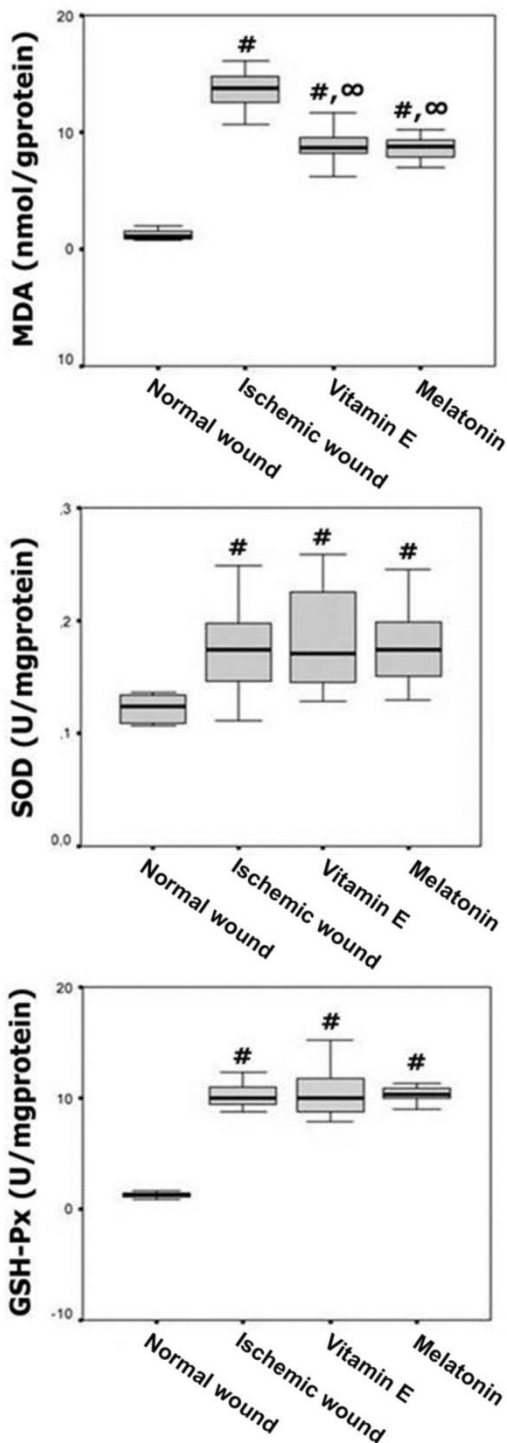 20
#
#,∞
#,∞
10
MDA (nmol/gprotein)
0
10
Normal wound
Ischemic wound
Vitamin E
Melatonin
,3
#
#
#
,2
SOD (U/mgprotein)
,1
0,0
Normal wound
Ischemic wound
Vitamin E
Melatonin
20
#
#
#
10
GSH-Px (U/mgprotein)
0
-10
Normal wound
Ischemic wound
Vitamin E
Melatonin